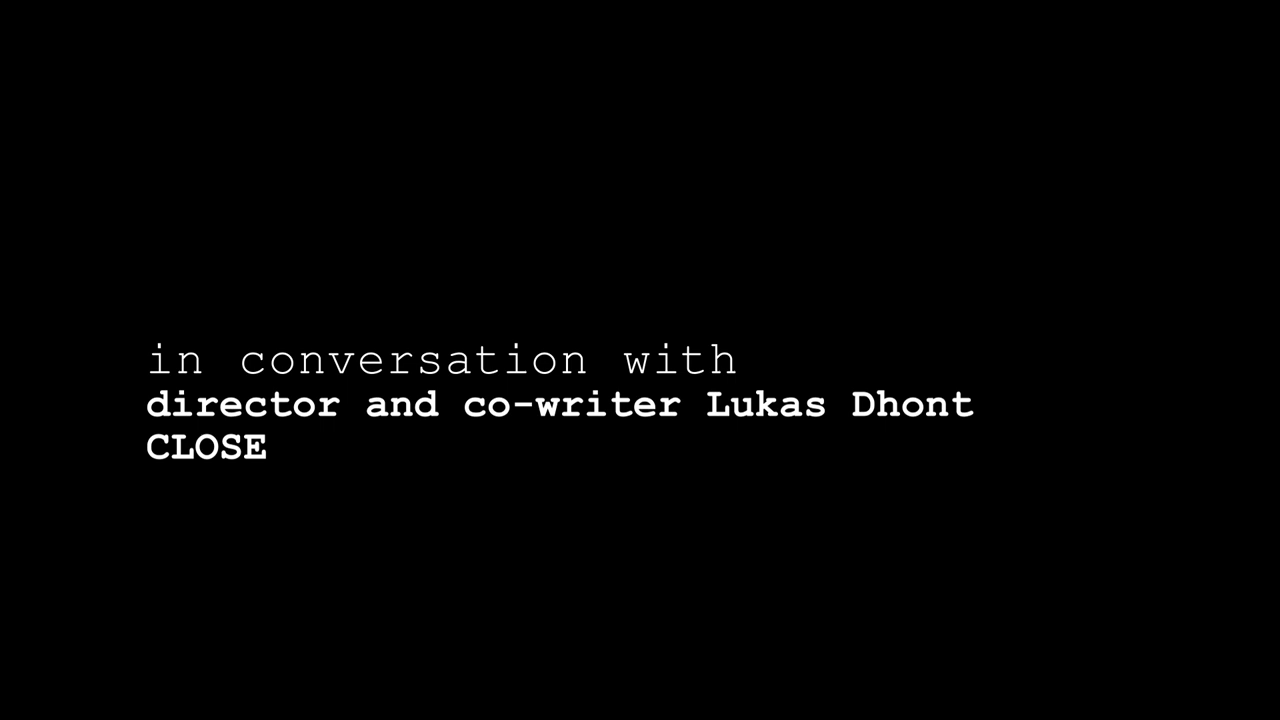 in conversation with
director and co-writer Lukas Dhont
CLOSE